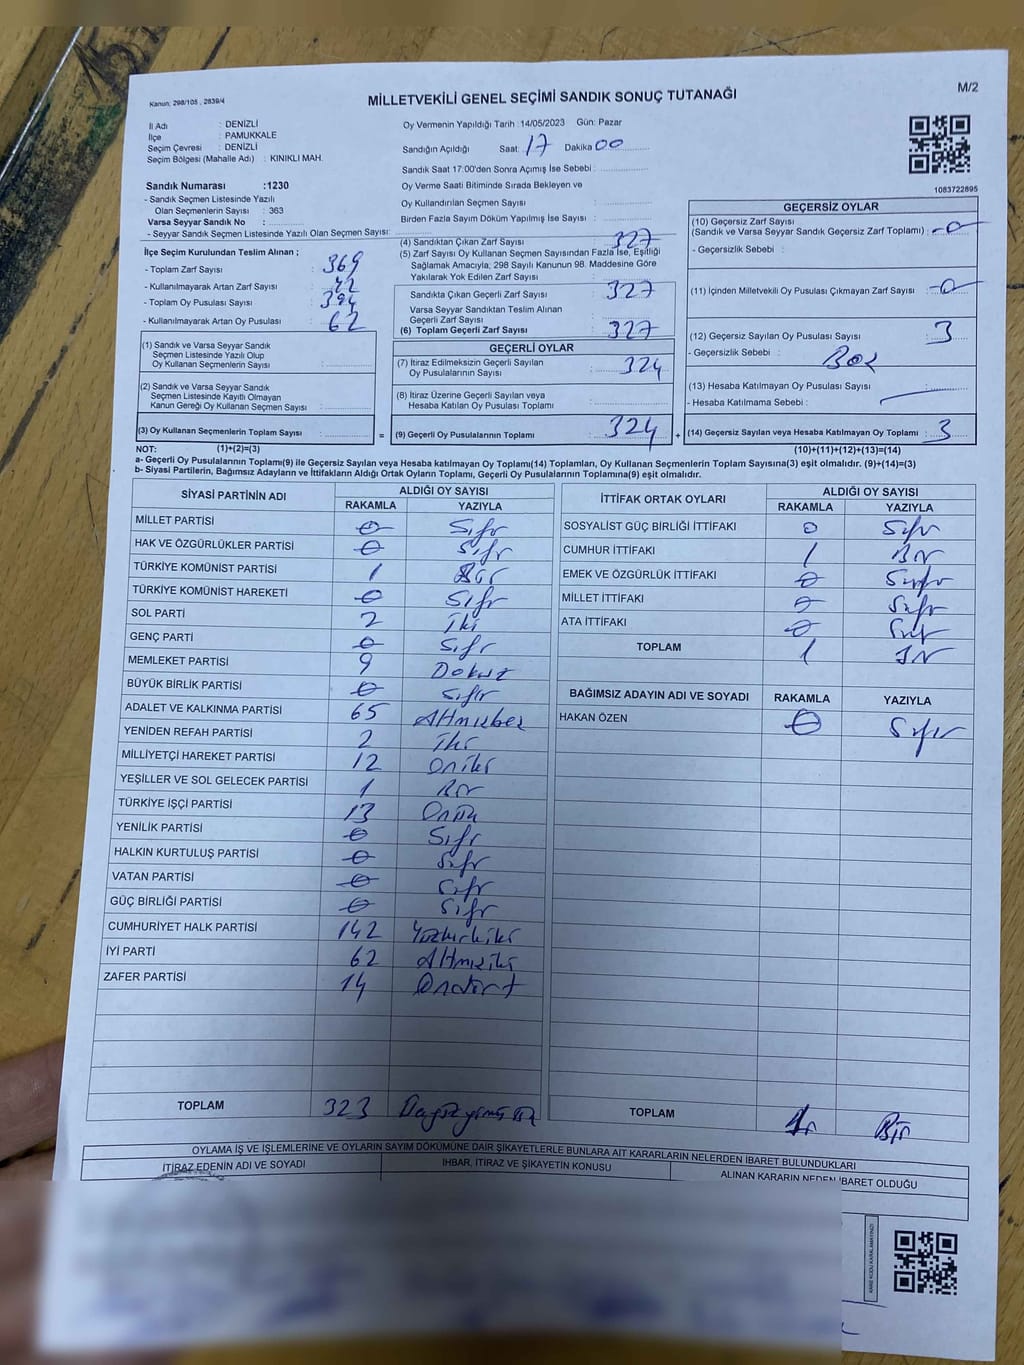 Kanun; 298/105 , 2839/4
MİLLETVEKİLİ GENEL SEÇİMİ SANDIK SONUÇ TUTANAĞI
M/2
İl Adı : DENİZLİ
İlçe : PAMUKKALE
Seçim Çevresi : DENİZLİ
Seçim Bölgesi (Mahalle Adı) : KINIKLI MAH.
Sandık Numarası :1230
- Sandık Seçmen Listesinde Yazılı
Olan Seçmenlerin Sayısı : 363
Varsa Seyyar Sandık No :
- Seyyar Sandık Seçmen Listesinde Yazılı Olan Seçmen Sayısı:
Oy Vermenin Yapıldığı Tarih :14/05/2023 Gün: Pazar
Sandığın Açıldığı Saat: 17 Dakika 00
Sandık Saat 17:00'den Sonra Açımış İse Sebebi :
Oy Verme Saati Bitiminde Sırada Bekleyen ve
Oy Kullandırılan Seçmen Sayısı :
Birden Fazla Sayım Döküm Yapılmış İse Sayısı :
1083722895
İlçe Seçim Kurulundan Teslim Alınan ;
- Toplam Zarf Sayısı : 369
- Kullanılmayarak Artan Zarf Sayısı : 42
- Toplam Oy Pusulası Sayısı : 394
- Kullanılmayarak Artan Oy Pusulası : 62
(1) Sandık ve Varsa Seyyar Sandık
Seçmen Listesinde Yazılı Olup
Oy Kullanan Seçmenlerin Sayısı :
(2) Sandık ve Varsa Seyyar Sandık
Seçmen Listesinde Kayıtlı Olmayan
Kanun Gereği Oy Kullanan Seçmen Sayısı :
(3) Oy Kullanan Seçmenlerin Toplam Sayısı :
(4) Sandıktan Çıkan Zarf Sayısı : 327
(5) Zarf Sayısı Oy Kullanan Seçmen Sayısından Fazla İse, Eşitliği
Sağlamak Amacıyla, 298 Sayılı Kanunun 98. Maddesine Göre
Yakılarak Yok Edilen Zarf Sayısı :
Sandıkta Çıkan Geçerli Zarf Sayısı : 327
Varsa Seyyar Sandıktan Teslim Alınan
Geçerli Zarf Sayısı :
(6) Toplam Geçerli Zarf Sayısı : 327
GEÇERLİ OYLAR
(7) İtiraz Edilmeksizin Geçerli Sayılan
Oy Pusulalarının Sayısı : 324
(8) İtiraz Üzerine Geçerli Sayılan veya
Hesaba Katılan Oy Pusulası Toplamı :
= (9) Geçerli Oy Pusulalarının Toplamı : 324 +
GEÇERSİZ OYLAR
(10) Geçersiz Zarf Sayısı
(Sandık ve Varsa Seyyar Sandık Geçersiz Zarf Toplamı) : -0-
- Geçersizlik Sebebi :
(11) İçinden Milletvekili Oy Pusulası Çıkmayan Zarf Sayısı : -0-
(12) Geçersiz Sayılan Oy Pusulası Sayısı : 3
- Geçersizlik Sebebi : Boş
(13) Hesaba Katılmayan Oy Pusulası Sayısı :
- Hesaba Katılmama Sebebi :
(14) Geçersiz Sayılan veya Hesaba Katılmayan Oy Toplamı : 3
NOT: (1)+(2)=(3) (10)+(11)+(12)+(13)=(14)
a- Geçerli Oy Pusulalarının Toplamı(9) ile Geçersiz Sayılan veya Hesaba katılmayan Oy Toplamı(14) Toplamları, Oy Kullanan Seçmenlerin Toplam Sayısına(3) eşit olmalıdır. (9)+(14)=(3)
b- Siyasi Partilerin, Bağımsız Adayların ve İttifakların Aldığı Ortak Oyların Toplamı, Geçerli Oy Pusulalarının Toplamına(9) eşit olmalıdır.
SİYASİ PARTİNİN ADI ALDIĞI OY SAYISI
RAKAMLA YAZIYLA
MİLLET PARTİSİ 0 Sıfır
HAK VE ÖZGÜRLÜKLER PARTİSİ 0 Sıfır
TÜRKİYE KOMÜNİST PARTİSİ 1 Bir
TÜRKİYE KOMÜNİST HAREKETİ 0 Sıfır
SOL PARTİ 2 İki
GENÇ PARTİ 0 Sıfır
MEMLEKET PARTİSİ 9 Dokuz
BÜYÜK BİRLİK PARTİSİ 0 Sıfır
ADALET VE KALKINMA PARTİSİ 65 Altmışbeş
YENİDEN REFAH PARTİSİ 2 İki
MİLLİYETÇİ HAREKET PARTİSİ 12 Oniki
YEŞİLLER VE SOL GELECEK PARTİSİ 1 Bir
TÜRKİYE İŞÇİ PARTİSİ 13 Onüç
YENİLİK PARTİSİ 0 Sıfır
HALKIN KURTULUŞ PARTİSİ 0 Sıfır
VATAN PARTİSİ 0 Sıfır
GÜÇ BİRLİĞİ PARTİSİ 0 Sıfır
CUMHURİYET HALK PARTİSİ 142 Yüzkırkiki
İYİ PARTİ 62 Altmışiki
ZAFER PARTİSİ 14 Ondört
TOPLAM 323 Üçyüzyirmiüç
İTTİFAK ORTAK OYLARI ALDIĞI OY SAYISI
RAKAMLA YAZIYLA
SOSYALİST GÜÇ BİRLİĞİ İTTİFAKI 0 Sıfır
CUMHUR İTTİFAKI 1 Bir
EMEK VE ÖZGÜRLÜK İTTİFAKI 0 Sıfır
MİLLET İTTİFAKI 0 Sıfır
ATA İTTİFAKI 0 Sıfır
TOPLAM 1 Bir
BAĞIMSIZ ADAYIN ADI VE SOYADI RAKAMLA YAZIYLA
HAKAN ÖZEN 0 Sıfır
TOPLAM Bir
OYLAMA İŞ VE İŞLEMLERİNE VE OYLARIN SAYIM DÖKÜMÜNE DAİR ŞİKAYETLERLE BUNLARA AİT KARARLARIN NELERDEN İBARET BULUNDUKLARI
İTİRAZ EDENİN ADI VE SOYADI İHBAR, İTİRAZ VE ŞİKAYETİN KONUSU ALINAN KARARIN NEDEN İBARET OLDUĞU
KARE KODU KARALAMAYINIZ!